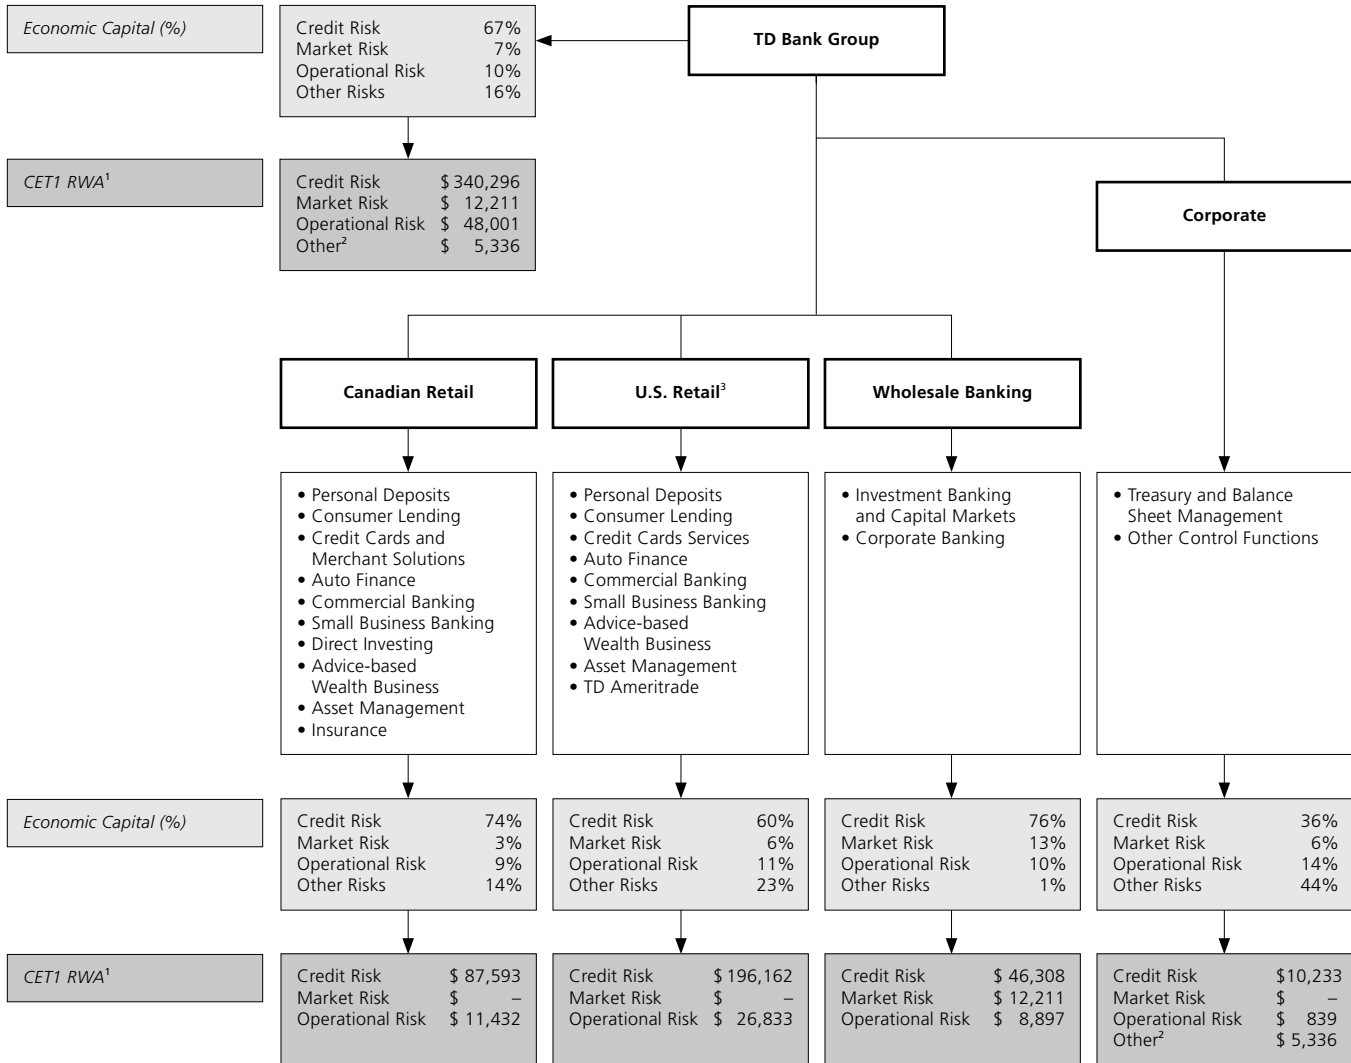 Economic Capital (%)
Credit Risk 67%
Market Risk 7%
Operational Risk 10%
Other Risks 16%
TD Bank Group
CET1 RWA¹
Credit Risk $ 340,296
Market Risk $ 12,211
Operational Risk $ 48,001
Other² $ 5,336
Corporate
Canadian Retail
U.S. Retail³
Wholesale Banking
• Personal Deposits
• Consumer Lending
• Credit Cards and
Merchant Solutions
• Auto Finance
• Commercial Banking
• Small Business Banking
• Direct Investing
• Advice-based
Wealth Business
• Asset Management
• Insurance
• Personal Deposits
• Consumer Lending
• Credit Cards Services
• Auto Finance
• Commercial Banking
• Small Business Banking
• Advice-based
Wealth Business
• Asset Management
• TD Ameritrade
• Investment Banking
and Capital Markets
• Corporate Banking
• Treasury and Balance
Sheet Management
• Other Control Functions
Economic Capital (%)
Credit Risk 74%
Market Risk 3%
Operational Risk 9%
Other Risks 14%
Credit Risk 60%
Market Risk 6%
Operational Risk 11%
Other Risks 23%
Credit Risk 76%
Market Risk 13%
Operational Risk 10%
Other Risks 1%
Credit Risk 36%
Market Risk 6%
Operational Risk 14%
Other Risks 44%
CET1 RWA¹
Credit Risk $ 87,593
Market Risk $ –
Operational Risk $ 11,432
Credit Risk $ 196,162
Market Risk $ –
Operational Risk $ 26,833
Credit Risk $ 46,308
Market Risk $ 12,211
Operational Risk $ 8,897
Credit Risk $10,233
Market Risk $ –
Operational Risk $ 839
Other² $ 5,336